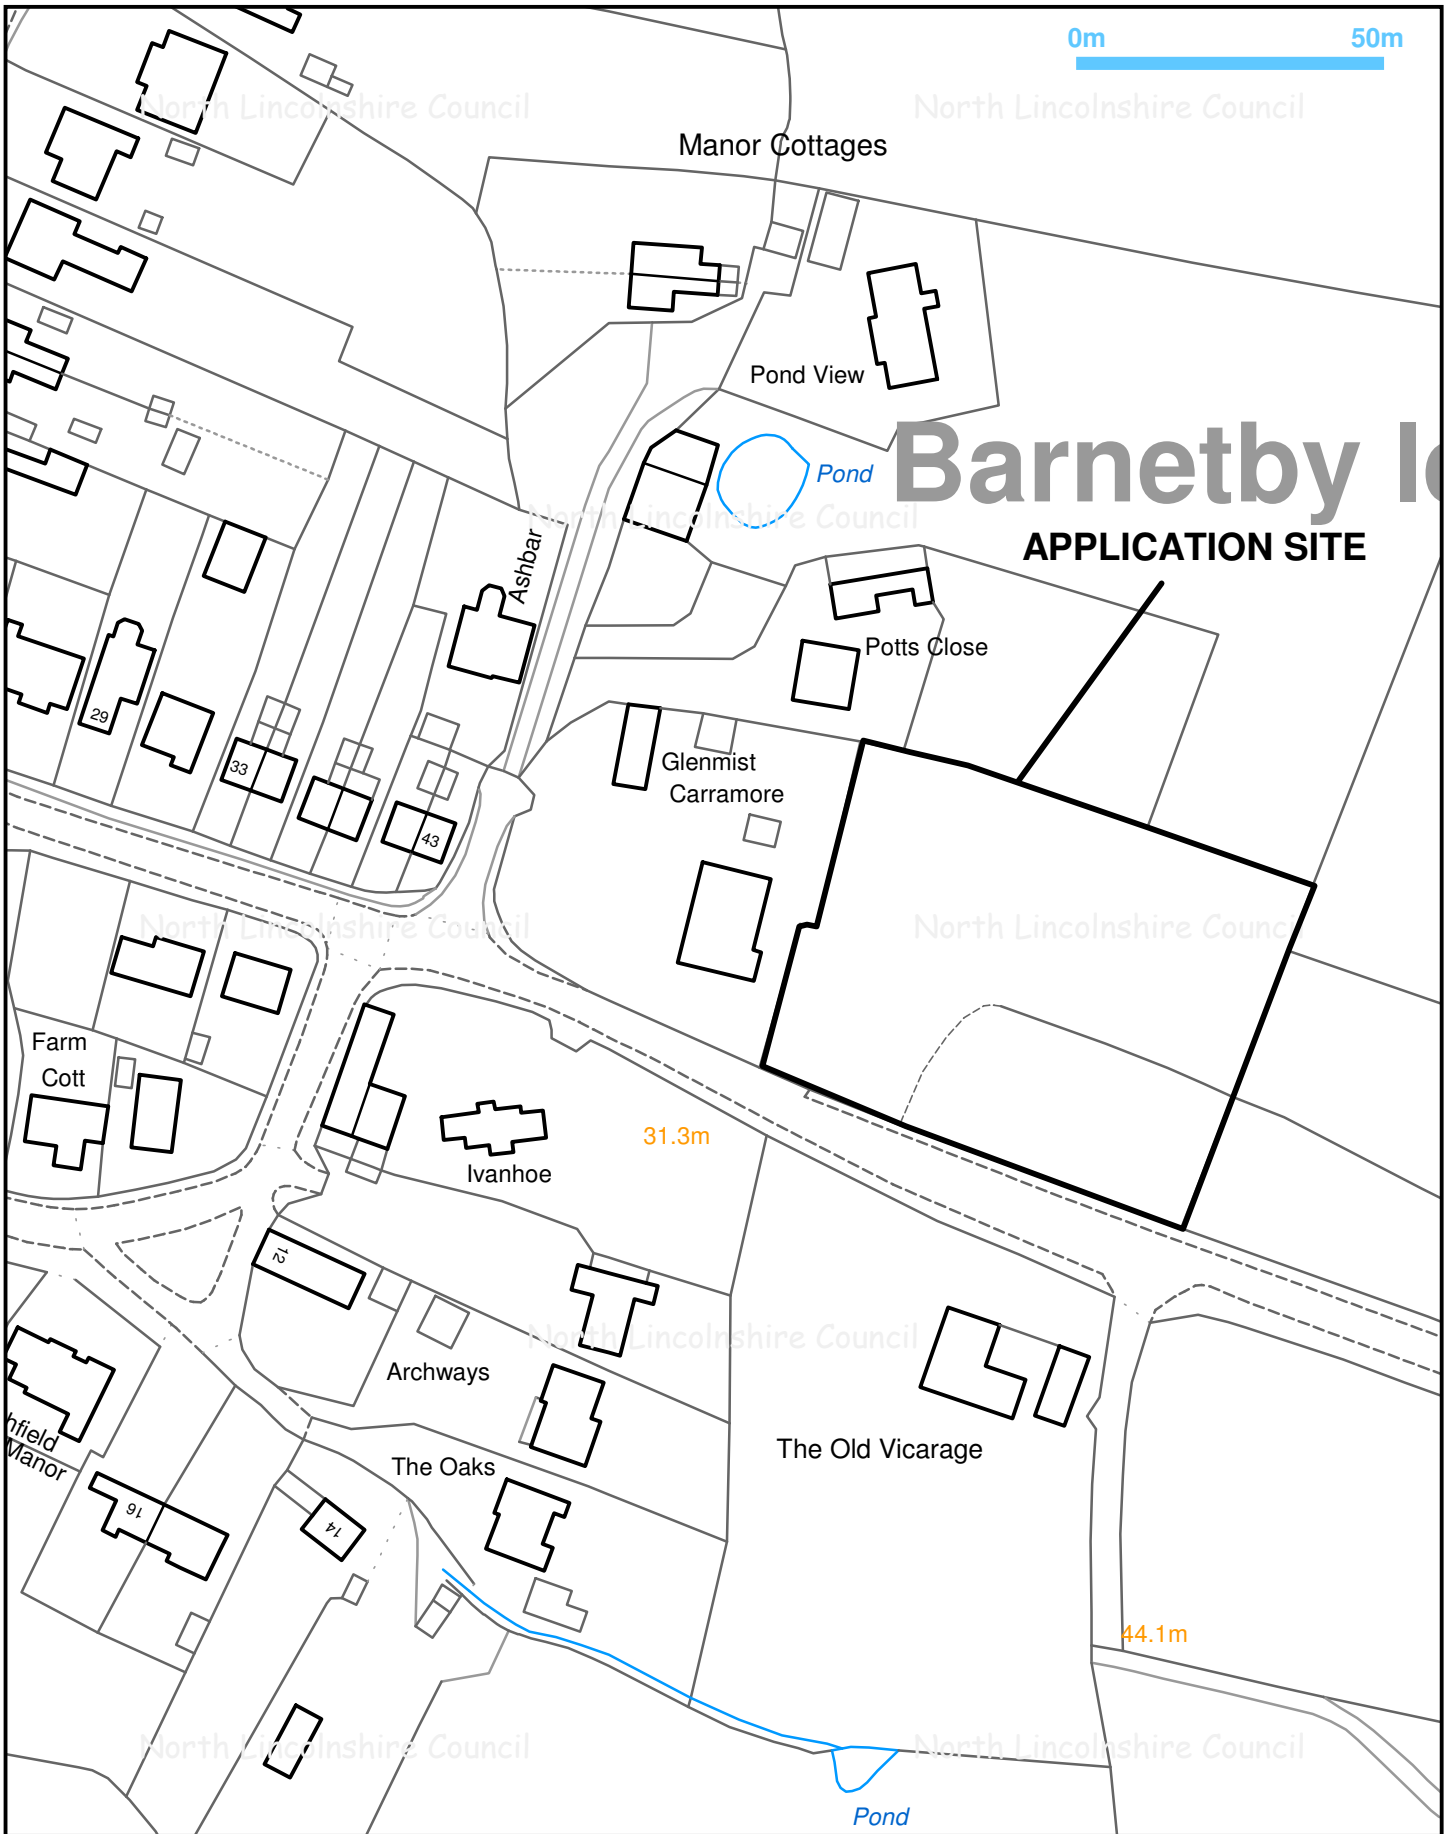 0m 50m
North Lincolnshire Council North Lincolnshire Council
Manor Cottages
Pond View
Barnetby le
Pond
North Lincolnshire Council
APPLICATION SITE
Ashbar
Potts Close
29
33
Glenmist
Carramore
43
North Lincolnshire Council North Lincolnshire Council
Farm
Cott
31.3m
Ivanhoe
12
North Lincolnshire Council
Archways
hfield
Manor
The Old Vicarage
The Oaks
16
14
44.1m
North Lincolnshire Council North Lincolnshire Council
Pond